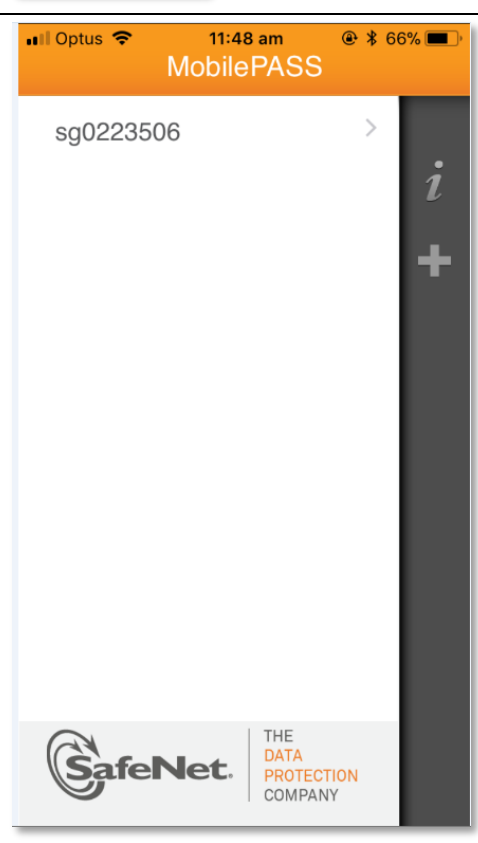 Optus 11:48 am 66%
MobilePASS
sg0223506
i
SafeNet.
THE
DATA
PROTECTION
COMPANY